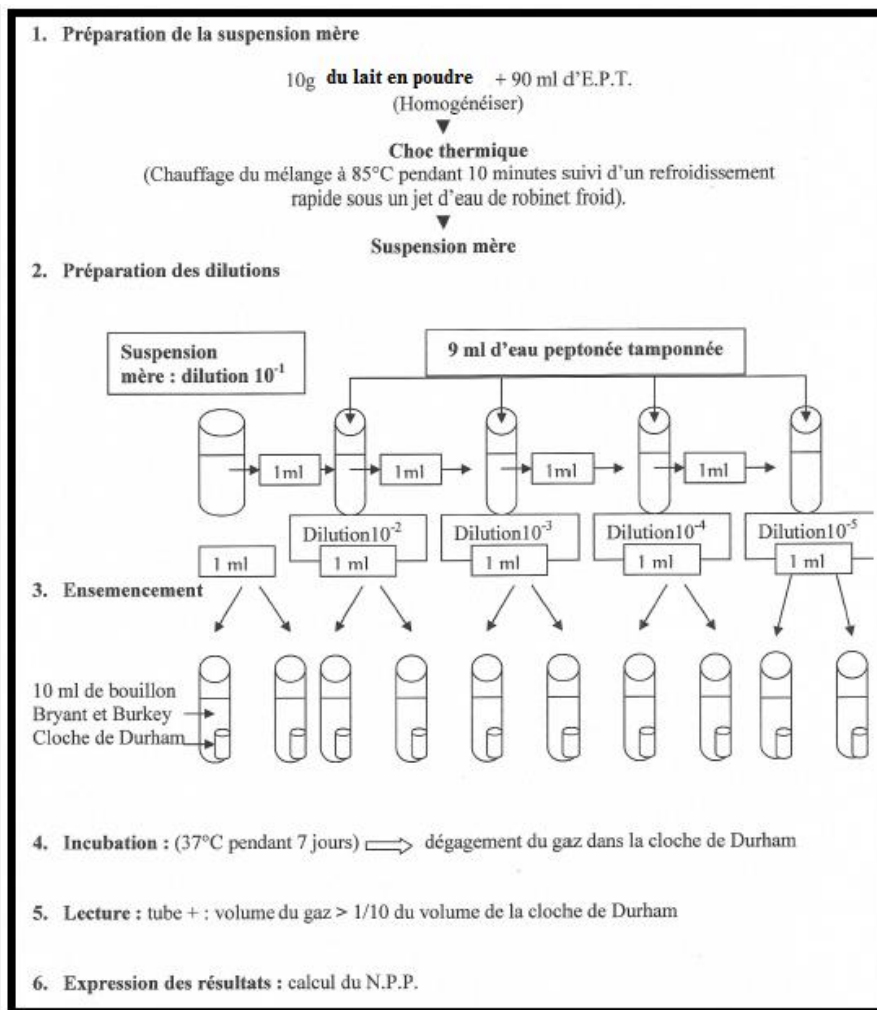 1. Préparation de la suspension mère
10g du lait en poudre + 90 ml d'E.P.T.
(Homogénéiser)
Choc thermique
(Chauffage du mélange à 85°C pendant 10 minutes suivi d'un refroidissement
rapide sous un jet d'eau de robinet froid).
Suspension mère
2. Préparation des dilutions
Suspension
mère : dilution 10⁻¹
9 ml d'eau peptonée tamponnée
1ml
1ml
1ml
1ml
Dilution10⁻²
Dilution10⁻³
Dilution10⁻⁴
Dilution10⁻⁵
1 ml
1 ml
1 ml
1 ml
1 ml
3. Ensemencement
10 ml de bouillon
Bryant et Burkey
Cloche de Durham
4. Incubation : (37°C pendant 7 jours) dégagement du gaz dans la cloche de Durham
5. Lecture : tube + : volume du gaz > 1/10 du volume de la cloche de Durham
6. Expression des résultats : calcul du N.P.P.